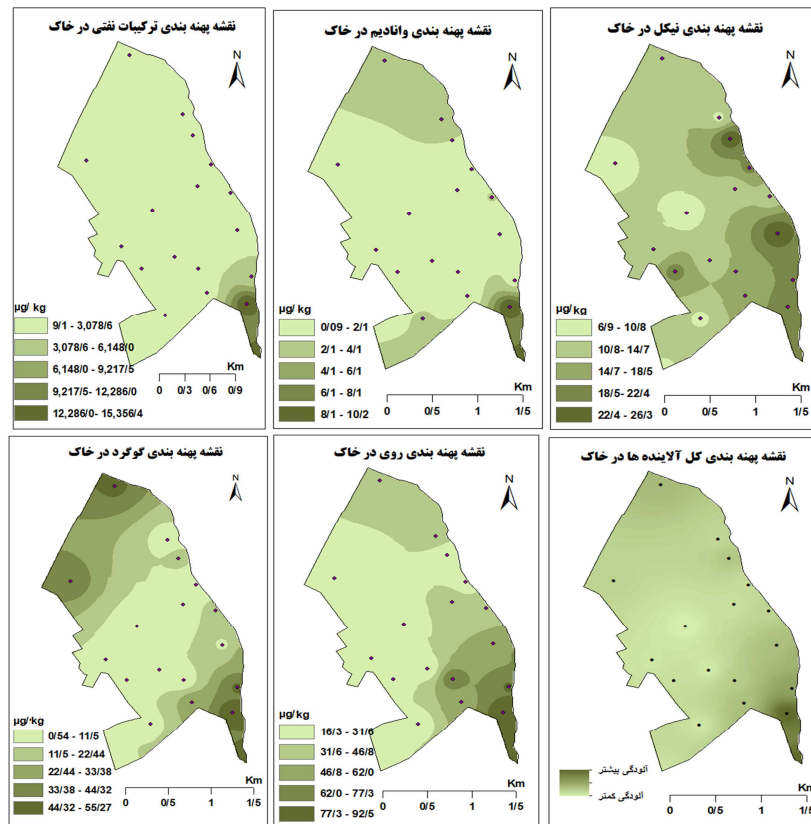 نقشه پهنه بندی ترکیبات نفتی در خاک
N
µg/ kg
9/1 - 3,078/6
3,078/6 - 6,148/0
6,148/0 - 9,217/5
9,217/5- 12,286/0
12,286/0- 15,356/4
Km
0 0/3 0/6 0/9
نقشه پهنه بندی وانادیم در خاک
N
µg/ kg
0/09 - 2/1
2/1 - 4/1
4/1 - 6/1
6/1 - 8/1
8/1 - 10/2
Km
0 0/5 1 1/5
نقشه پهنه بندی نیکل در خاک
N
µg/ kg
6/9 - 10/8
10/8 - 14/7
14/7 - 18/5
18/5- 22/4
22/4 - 26/3
Km
0 0/5 1 1/5
نقشه پهنه بندی گوگرد در خاک
N
µg/kg
0/54 - 11/5
11/5 - 22/44
22/44 - 33/38
33/38 - 44/32
44/32 - 55/27
Km
0 0/5 1 1/5
نقشه پهنه بندی روی در خاک
N
µg/ kg
16/3 - 31/6
31/6 - 46/8
46/8 - 62/0
62/0 - 77/3
77/3 - 92/5
Km
0 0/5 1 1/5
نقشه پهنه بندی کل آلاینده ها در خاک
N
آلودگی بیشتر
آلودگی کمتر
Km
0 0/5 1 1/5